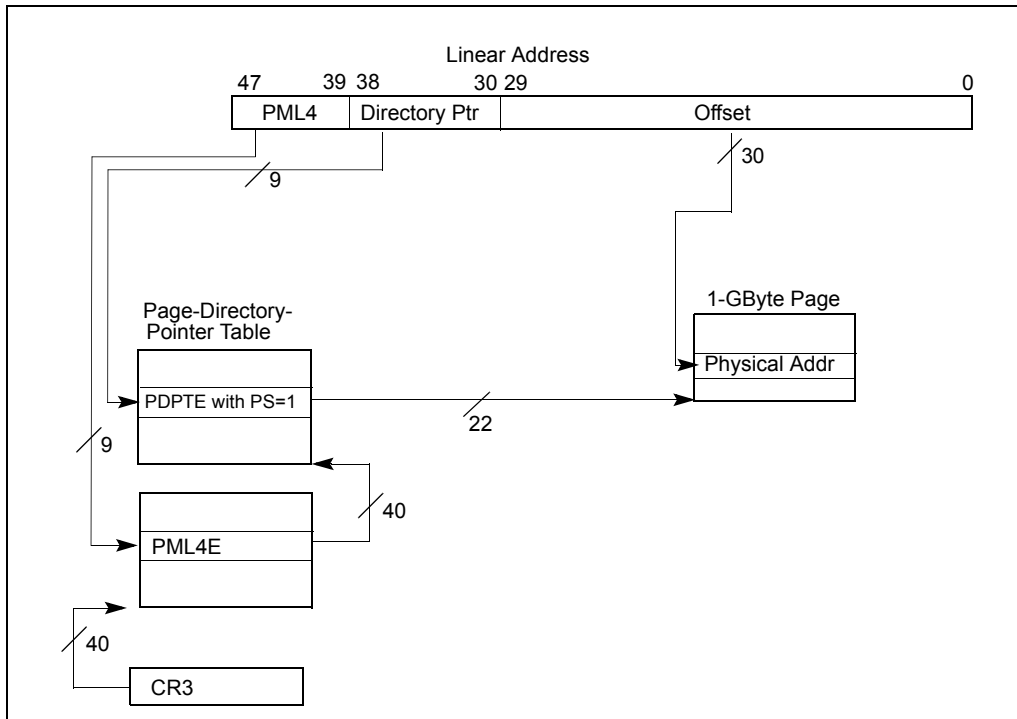 Linear Address
47 39 38 30 29 0
PML4 Directory Ptr Offset
9
30
Page-Directory-
Pointer Table
1-GByte Page
Physical Addr
PDPTE with PS=1
22
9
40
PML4E
40
CR3